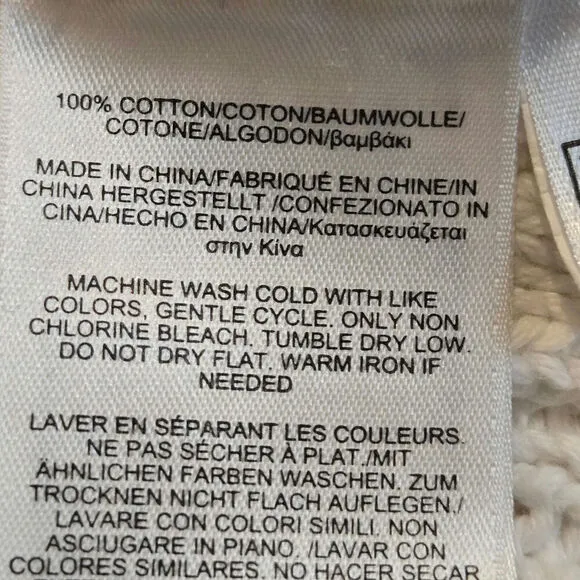 100% COTTON/COTON/BAUMWOLLE/
COTONE/ALGODON/βαμβάκι
MADE IN CHINA/FABRIQUÉ EN CHINE/IN
CHINA HERGESTELLT /CONFEZIONATO IN
CINA/HECHO EN CHINA/Κατασκευάζεται
στην Κίνα
MACHINE WASH COLD WITH LIKE
COLORS, GENTLE CYCLE. ONLY NON
CHLORINE BLEACH. TUMBLE DRY LOW.
DO NOT DRY FLAT. WARM IRON IF
NEEDED
LAVER EN SÉPARANT LES COULEURS.
NE PAS SÉCHER À PLAT./MIT
ÄHNLICHEN FARBEN WASCHEN. ZUM
TROCKNEN NICHT FLACH AUFLEGEN./
LAVARE CON COLORI SIMILI. NON
ASCIUGARE IN PIANO. /LAVAR CON
COLORES SIMILARES. NO HACER SECAR